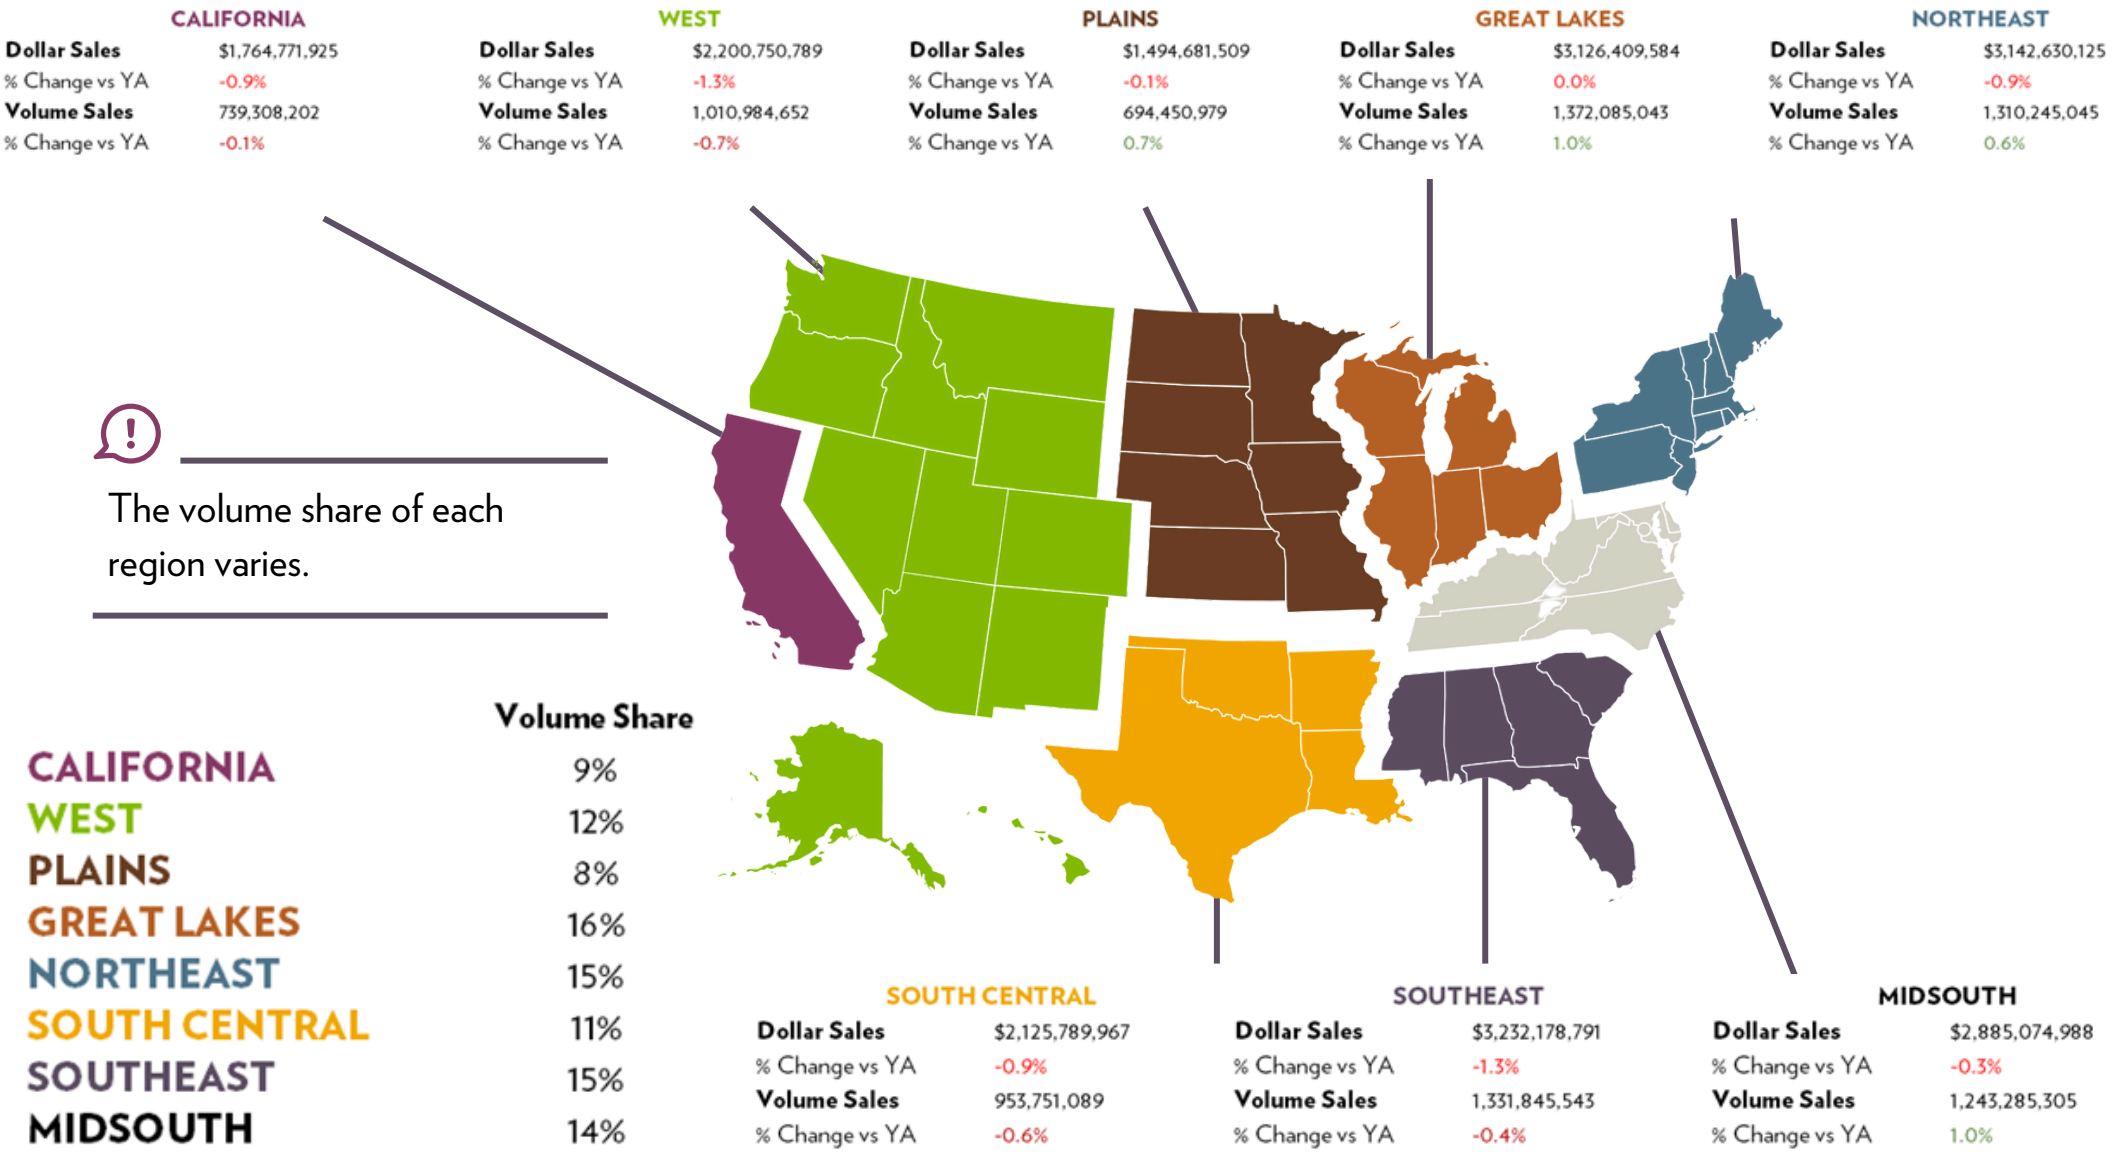 CALIFORNIA
Dollar Sales $1,764,771,925
% Change vs YA -0.9%
Volume Sales 739,308,202
% Change vs YA -0.1%
WEST
Dollar Sales $2,200,750,789
% Change vs YA -1.3%
Volume Sales 1,010,984,652
% Change vs YA -0.7%
PLAINS
Dollar Sales $1,494,681,509
% Change vs YA -0.1%
Volume Sales 694,450,979
% Change vs YA 0.7%
GREAT LAKES
Dollar Sales $3,126,409,584
% Change vs YA 0.0%
Volume Sales 1,372,085,043
% Change vs YA 1.0%
NORTHEAST
Dollar Sales $3,142,630,125
% Change vs YA -0.9%
Volume Sales 1,310,245,045
% Change vs YA 0.6%
!
The volume share of each
region varies.
Volume Share
CALIFORNIA 9%
WEST 12%
PLAINS 8%
GREAT LAKES 16%
NORTHEAST 15%
SOUTH CENTRAL 11%
SOUTHEAST 15%
MIDSOUTH 14%
SOUTH CENTRAL
Dollar Sales $2,125,789,967
% Change vs YA -0.9%
Volume Sales 953,751,089
% Change vs YA -0.6%
SOUTHEAST
Dollar Sales $3,232,178,791
% Change vs YA -1.3%
Volume Sales 1,331,845,543
% Change vs YA -0.4%
MIDSOUTH
Dollar Sales $2,885,074,988
% Change vs YA -0.3%
Volume Sales 1,243,285,305
% Change vs YA 1.0%